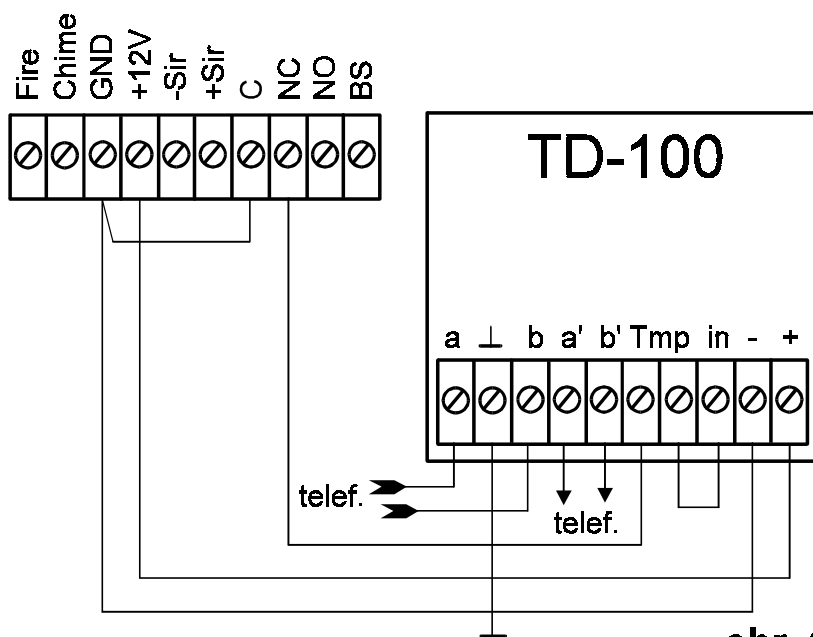 Fire Chime GND +12V -Sir +Sir C NC NO BS
TD-100
a ⊥ b a' b' Tmp in - +
telef.
telef.